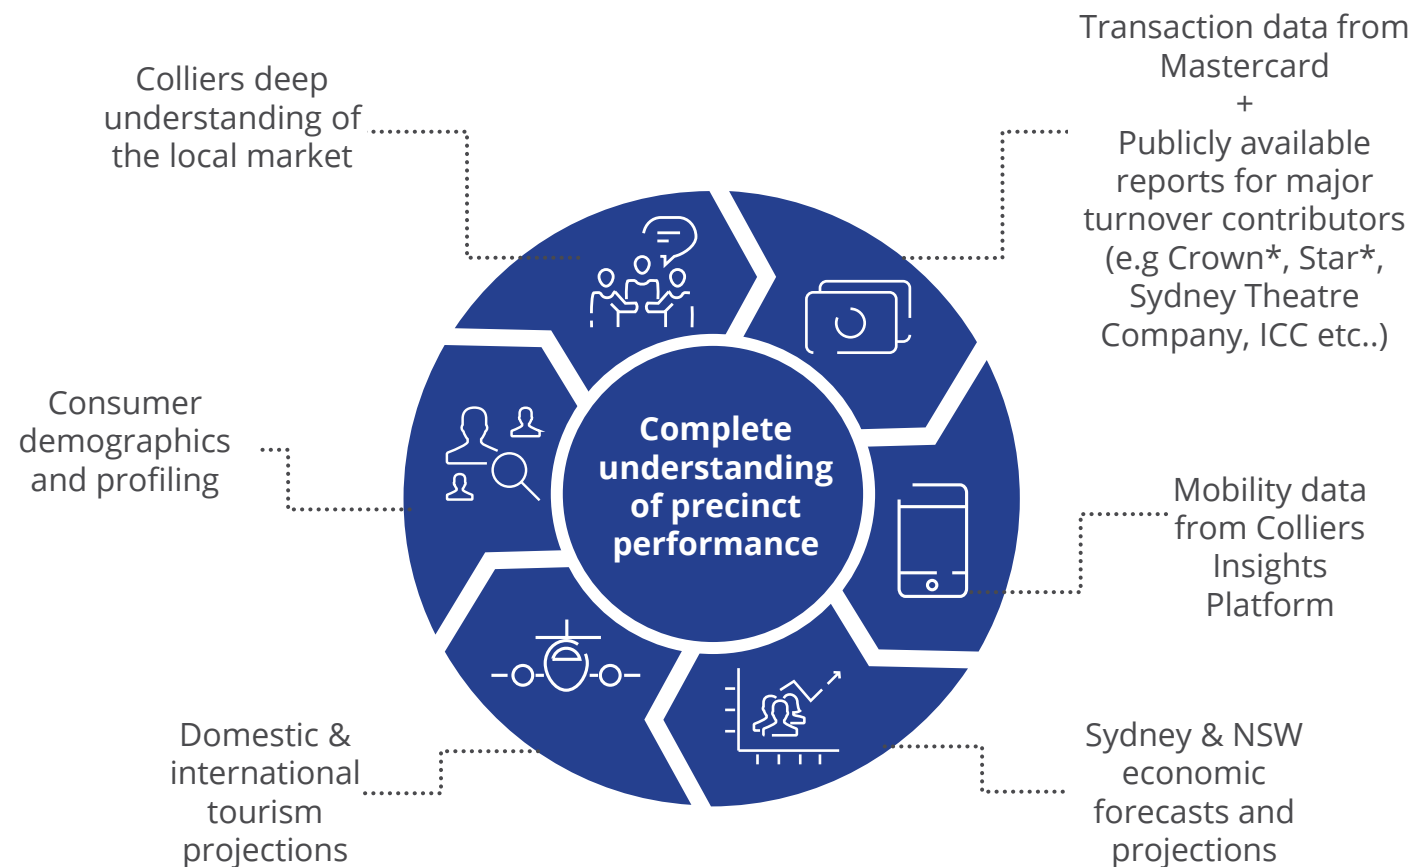 Colliers deep
understanding of
the local market
Transaction data from
Mastercard
+
Publicly available
reports for major
turnover contributors
(e.g Crown*, Star*,
Sydney Theatre
Company, ICC etc..)
Consumer
demographics
and profiling
Complete
understanding
of precinct
performance
Mobility data
from Colliers
Insights
Platform
Domestic &
international
tourism
projections
Sydney & NSW
economic
forecasts and
projections